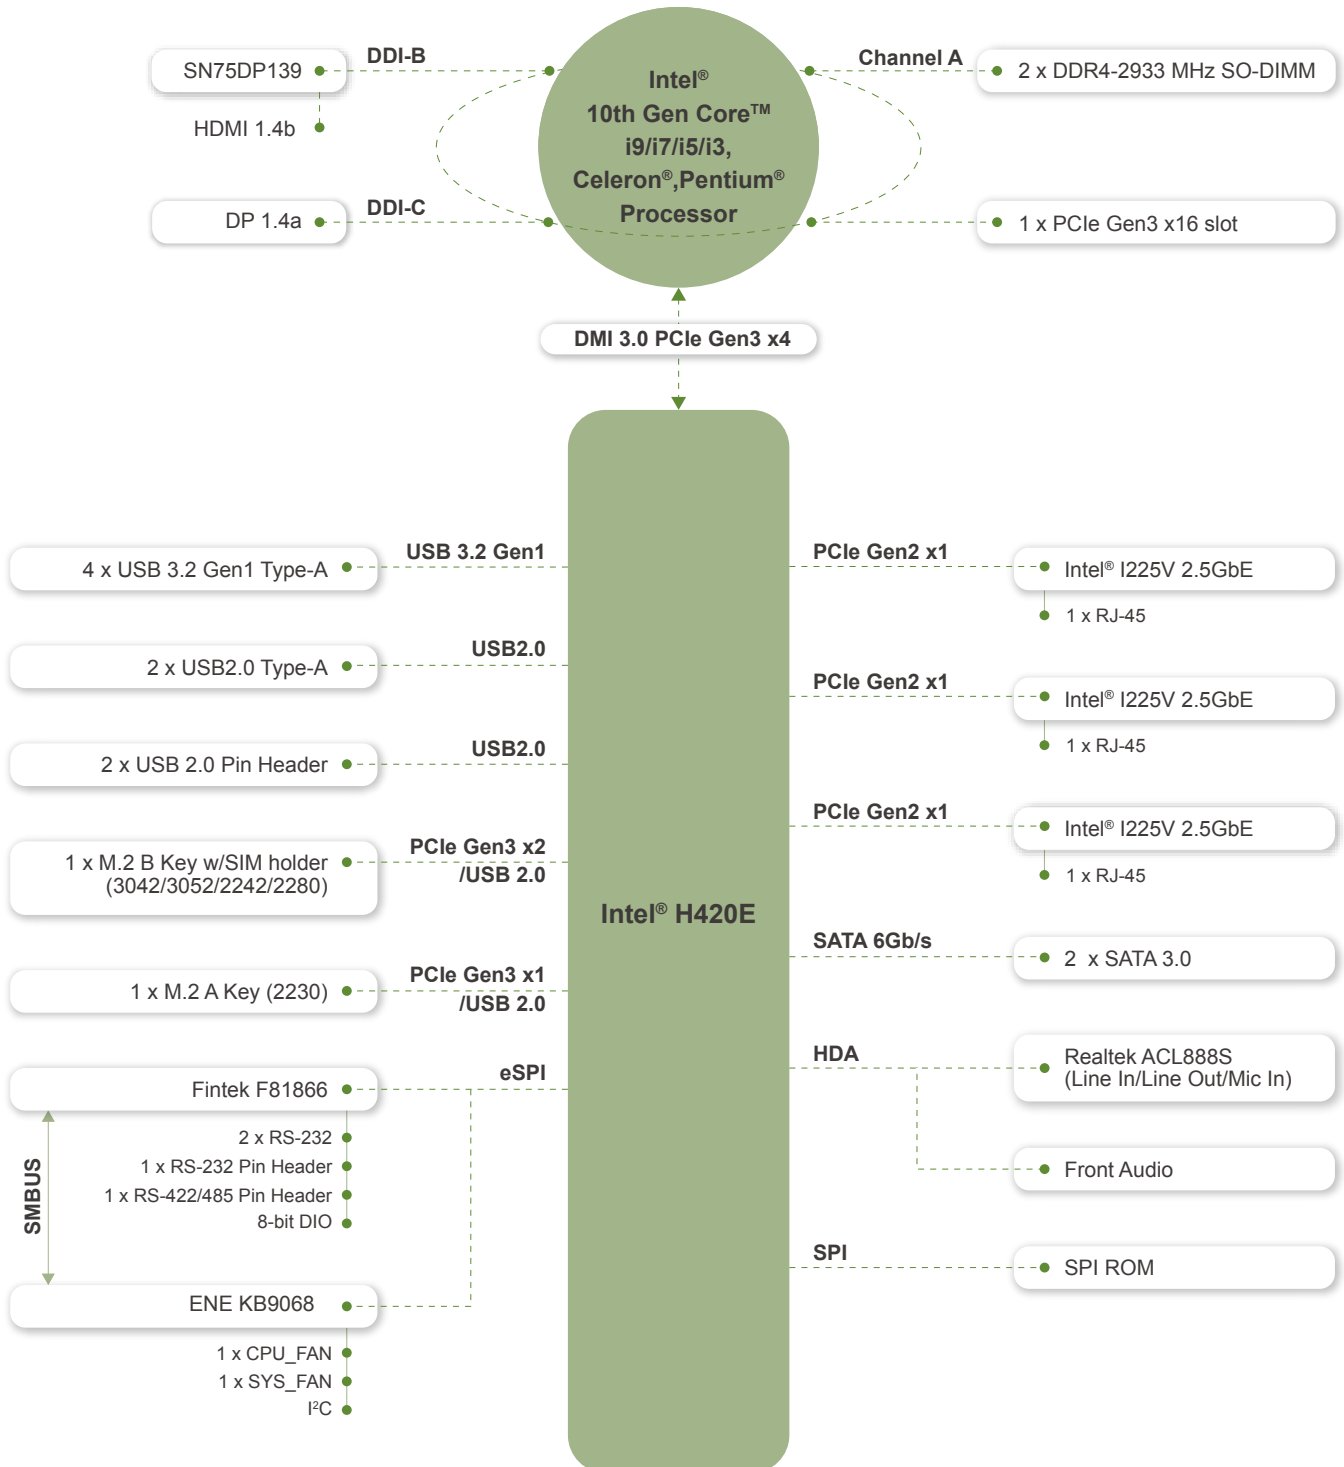 DDI-B
SN75DP139
HDMI 1.4b
DDI-C
DP 1.4a
Intel®
10th Gen Core™
i9/i7/i5/i3,
Celeron®,Pentium®
Processor
Channel A
2 x DDR4-2933 MHz SO-DIMM
1 x PCIe Gen3 x16 slot
DMI 3.0 PCIe Gen3 x4
Intel® H420E
USB 3.2 Gen1
4 x USB 3.2 Gen1 Type-A
USB2.0
2 x USB2.0 Type-A
USB2.0
2 x USB 2.0 Pin Header
PCIe Gen3 x2
/USB 2.0
1 x M.2 B Key w/SIM holder
(3042/3052/2242/2280)
PCIe Gen3 x1
/USB 2.0
1 x M.2 A Key (2230)
eSPI
Fintek F81866
2 x RS-232
1 x RS-232 Pin Header
1 x RS-422/485 Pin Header
8-bit DIO
SMBUS
ENE KB9068
1 x CPU_FAN
1 x SYS_FAN
I²C
PCIe Gen2 x1
Intel® I225V 2.5GbE
1 x RJ-45
PCIe Gen2 x1
Intel® I225V 2.5GbE
1 x RJ-45
PCIe Gen2 x1
Intel® I225V 2.5GbE
1 x RJ-45
SATA 6Gb/s
2 x SATA 3.0
HDA
Realtek ACL888S
(Line In/Line Out/Mic In)
Front Audio
SPI
SPI ROM